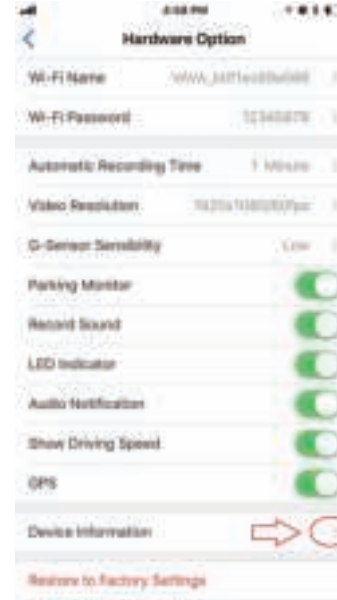 Hardware Option
Wi-Fi Name
Wi-Fi Password 12345678
Automatic Recording Time 1 Minute
Video Resolution
G-Sensor Sensibility Low
Parking Monitor
Record Sound
LED Indicator
Audio Notification
Show Driving Speed
GPS
Device Information
Restore to Factory Settings